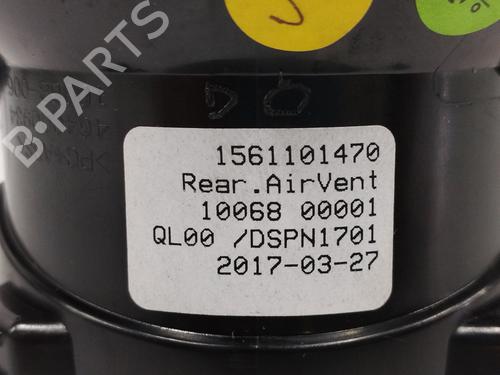 B-PARTS
1561101470
Rear.AirVent
10068 00001
QL00 /DSPN1701
2017-03-27